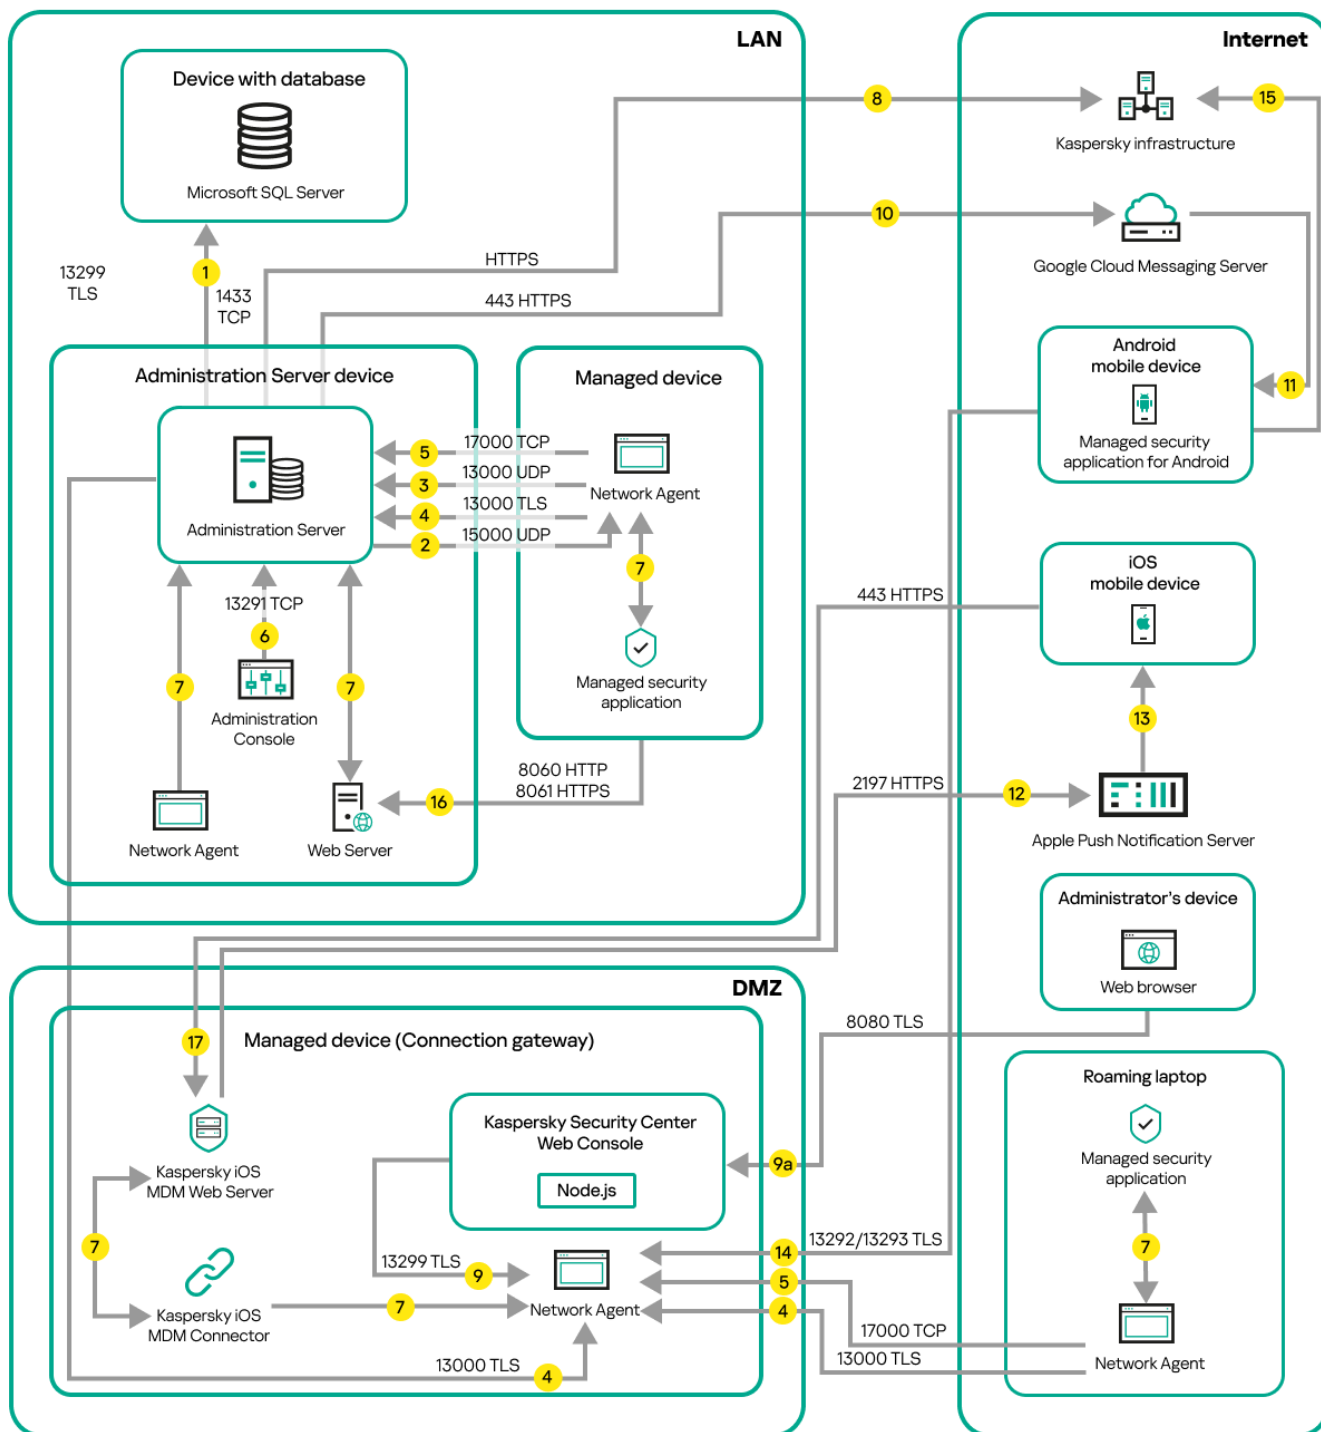 LAN
Device with database
Microsoft SQL Server
13299
TLS
1
1433
TCP
HTTPS
8
443 HTTPS
10
Administration Server device
Administration Server
5
17000 TCP
3
13000 UDP
4
13000 TLS
2
15000 UDP
Managed device
Network Agent
7
Managed security
application
13291 TCP
6
7
7
Administration
Console
Network Agent
Web Server
8060 HTTP
8061 HTTPS
16
Internet
15
Kaspersky infrastructure
Google Cloud Messaging Server
Android
mobile device
11
Managed security
application for Android
443 HTTPS
iOS
mobile device
13
2197 HTTPS
12
Apple Push Notification Server
Administrator's device
Web browser
8080 TLS
Roaming laptop
Managed security
application
7
Network Agent
DMZ
Managed device (Connection gateway)
17
Kaspersky iOS
MDM Web Server
7
Kaspersky iOS
MDM Connector
Kaspersky Security Center
Web Console
Node.js
9a
13299 TLS
9
Network Agent
7
13000 TLS
4
14
13292/13293 TLS
5
4
17000 TCP
13000 TLS